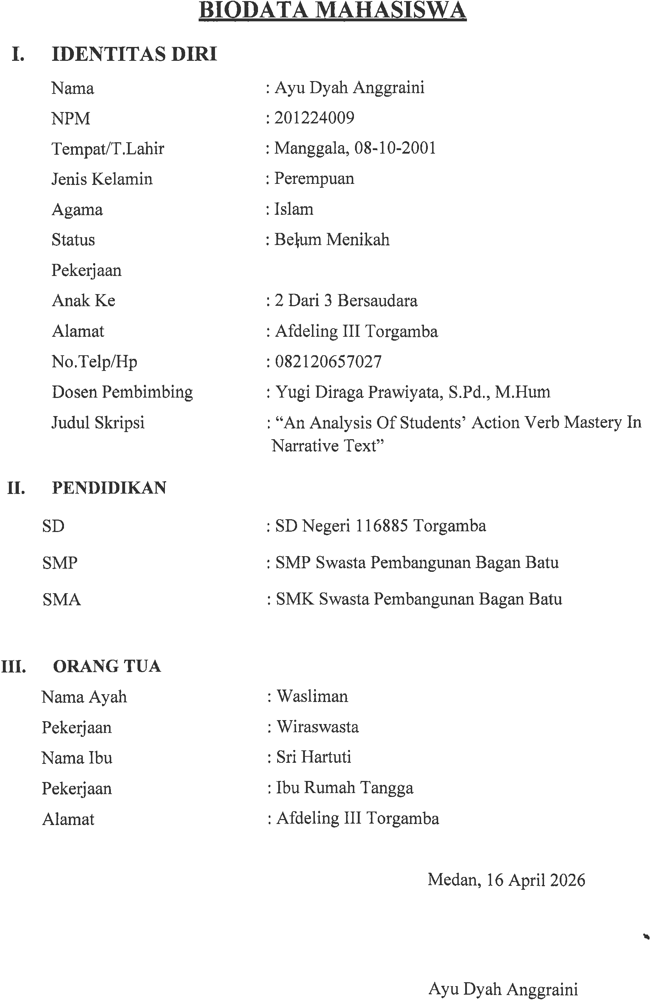 BIODATA MAHASISWA
I. IDENTITAS DIRI
Nama : Ayu Dyah Anggraini
NPM : 201224009
Tempat/T.Lahir : Manggala, 08-10-2001
Jenis Kelamin : Perempuan
Agama : Islam
Status : Belum Menikah
Pekerjaan
Anak Ke : 2 Dari 3 Bersaudara
Alamat : Afdeling III Torgamba
No.Telp/Hp : 082120657027
Dosen Pembimbing : Yugi Diraga Prawiyata, S.Pd., M.Hum
Judul Skripsi : “An Analysis Of Students’ Action Verb Mastery In
Narrative Text”
II. PENDIDIKAN
SD : SD Negeri 116885 Torgamba
SMP : SMP Swasta Pembangunan Bagan Batu
SMA : SMK Swasta Pembangunan Bagan Batu
III. ORANG TUA
Nama Ayah : Wasliman
Pekerjaan : Wiraswasta
Nama Ibu : Sri Hartuti
Pekerjaan : Ibu Rumah Tangga
Alamat : Afdeling III Torgamba
Medan, 16 April 2026
Ayu Dyah Anggraini